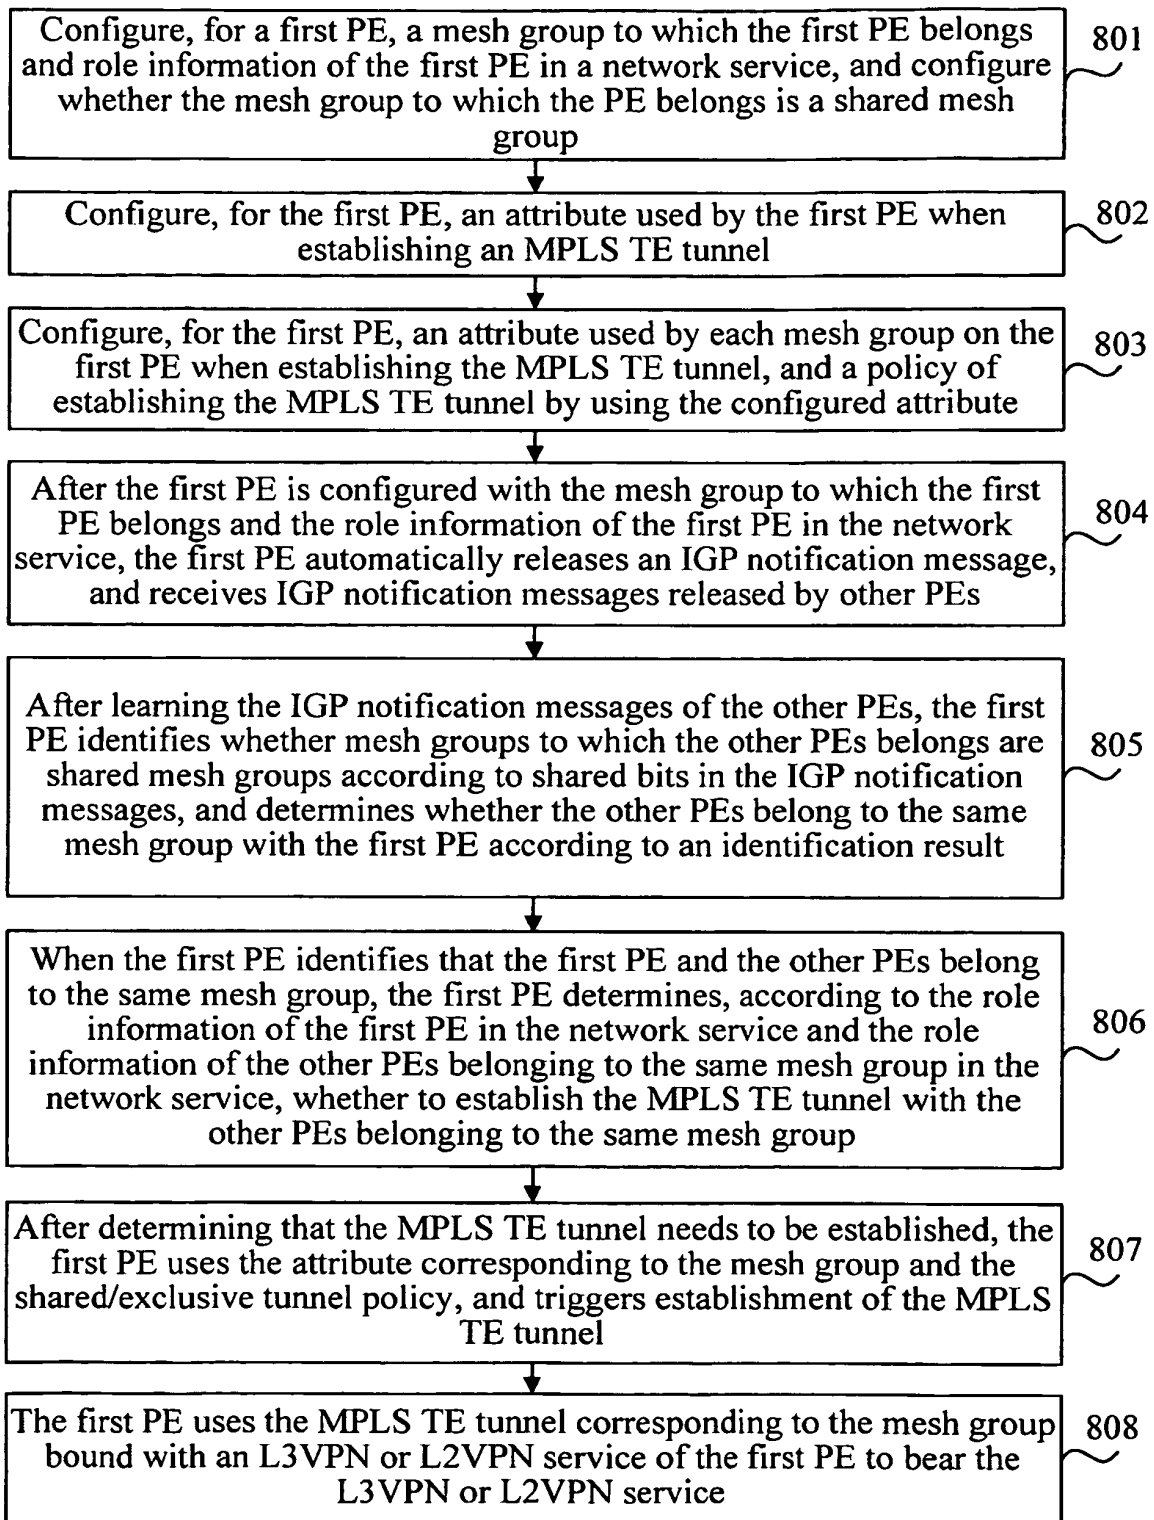 Configure, for a first PE, a mesh group to which the first PE belongs
and role information of the first PE in a network service, and configure
whether the mesh group to which the PE belongs is a shared mesh
group
801
Configure, for the first PE, an attribute used by the first PE when
establishing an MPLS TE tunnel
802
Configure, for the first PE, an attribute used by each mesh group on the
first PE when establishing the MPLS TE tunnel, and a policy of
establishing the MPLS TE tunnel by using the configured attribute
803
After the first PE is configured with the mesh group to which the first
PE belongs and the role information of the first PE in the network
service, the first PE automatically releases an IGP notification message,
and receives IGP notification messages released by other PEs
804
After learning the IGP notification messages of the other PEs, the first
PE identifies whether mesh groups to which the other PEs belongs are
shared mesh groups according to shared bits in the IGP notification
messages, and determines whether the other PEs belong to the same
mesh group with the first PE according to an identification result
805
When the first PE identifies that the first PE and the other PEs belong
to the same mesh group, the first PE determines, according to the role
information of the first PE in the network service and the role
information of the other PEs belonging to the same mesh group in the
network service, whether to establish the MPLS TE tunnel with the
other PEs belonging to the same mesh group
806
After determining that the MPLS TE tunnel needs to be established, the
first PE uses the attribute corresponding to the mesh group and the
shared/exclusive tunnel policy, and triggers establishment of the MPLS
TE tunnel
807
The first PE uses the MPLS TE tunnel corresponding to the mesh group
bound with an L3VPN or L2VPN service of the first PE to bear the
L3VPN or L2VPN service
808